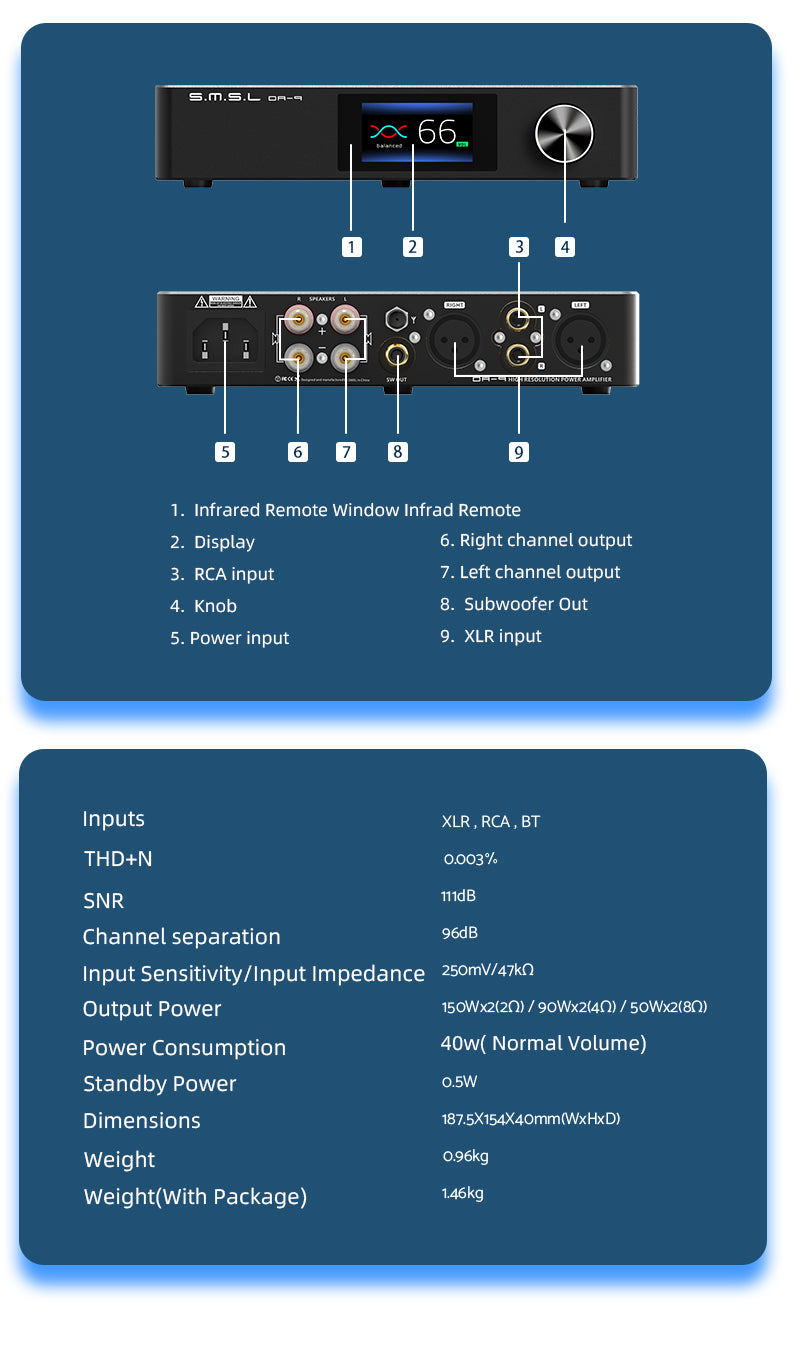 S.M.S.L DA-9
66
balanced
VOL
1
2
3
4
WARNING
R SPEAKERS L
+
−
Y
RIGHT
L
LEFT
R
SW OUT
DA-9 HIGH RESOLUTION POWER AMPLIFIER
5
6
7
8
9
1. Infrared Remote Window Infrad Remote
2. Display
3. RCA input
4. Knob
5. Power input
6. Right channel output
7. Left channel output
8. Subwoofer Out
9. XLR input
Inputs XLR , RCA , BT
THD+N 0.003%
SNR 111dB
Channel separation 96dB
Input Sensitivity/Input Impedance 250mV/47kΩ
Output Power 150Wx2(2Ω) / 90Wx2(4Ω) / 50Wx2(8Ω)
Power Consumption 40w( Normal Volume)
Standby Power 0.5W
Dimensions 187.5X154X40mm(WxHxD)
Weight 0.96kg
Weight(With Package) 1.46kg